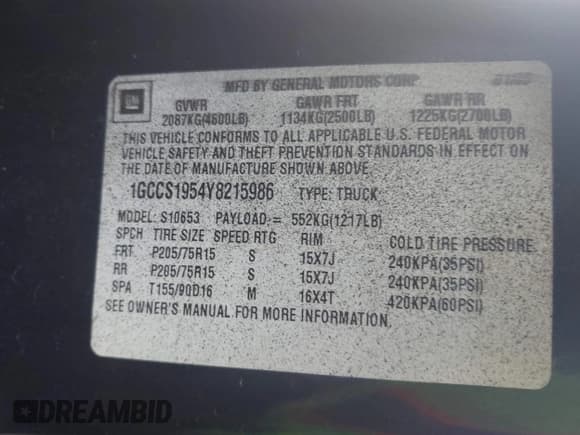 GM
MFD BY GENERAL MOTORS CORP
GVWR GAWR FRT GAWR RR
2087KG(4600LB) 1134KG(2500LB) 1225KG(2700LB)
THIS VEHICLE CONFORMS TO ALL APPLICABLE U.S. FEDERAL MOTOR
VEHICLE SAFETY AND THEFT PREVENTION STANDARDS IN EFFECT ON
THE DATE OF MANUFACTURE SHOWN ABOVE.
1GCCS1954Y8215986 TYPE: TRUCK
MODEL: S10653 PAYLOAD = 552KG(1217LB)
SPCH TIRE SIZE SPEED RTG RIM COLD TIRE PRESSURE
FRT P205/75R15 S 15X7J 240KPA(35PSI)
RR P205/75R15 S 15X7J 240KPA(35PSI)
SPA T155/90D16 M 16X4T 420KPA(60PSI)
SEE OWNER'S MANUAL FOR MORE INFORMATION.
DREAMBID